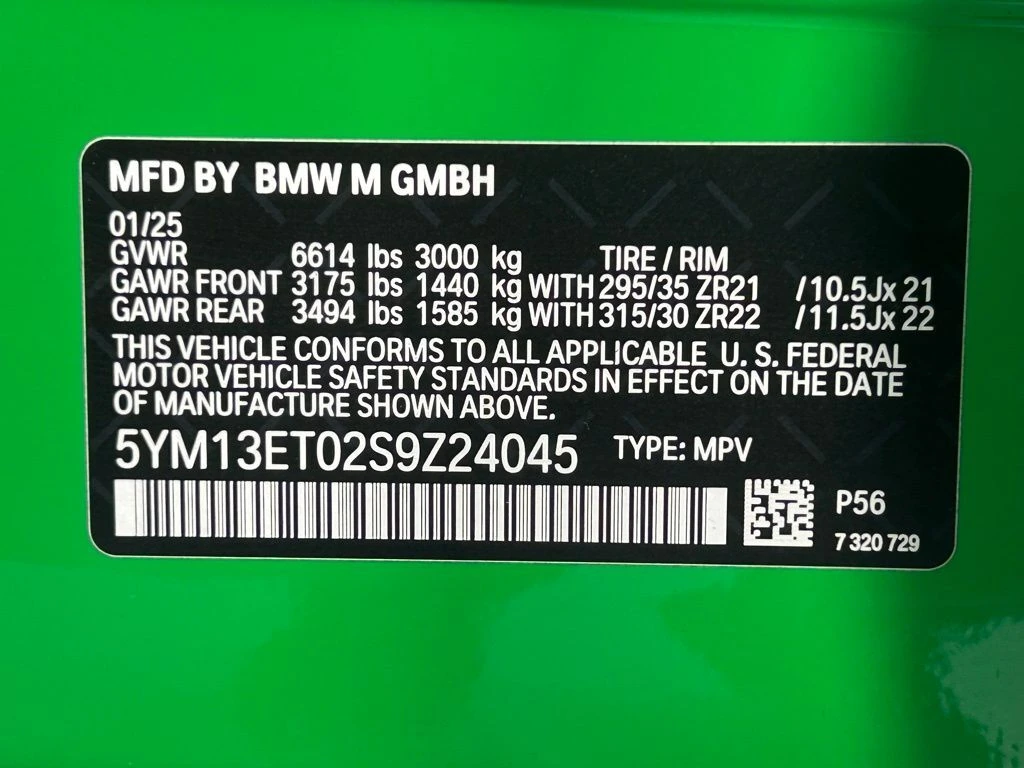 MFD BY BMW M GMBH
01/25
GVWR 6614 lbs 3000 kg TIRE / RIM
GAWR FRONT 3175 lbs 1440 kg WITH 295/35 ZR21 /10.5Jx 21
GAWR REAR 3494 lbs 1585 kg WITH 315/30 ZR22 /11.5Jx 22
THIS VEHICLE CONFORMS TO ALL APPLICABLE U. S. FEDERAL
MOTOR VEHICLE SAFETY STANDARDS IN EFFECT ON THE DATE
OF MANUFACTURE SHOWN ABOVE.
5YM13ET02S9Z24045 TYPE: MPV
P56
7 320 729